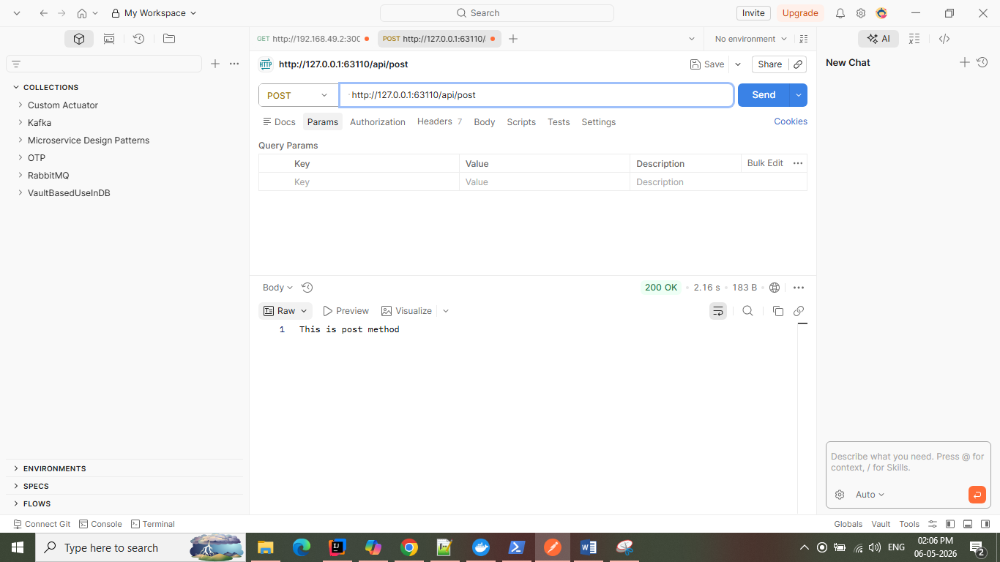 My Workspace
Search
Invite
Upgrade
GET http://192.168.49.2:300
POST http://127.0.0.1:63110/
No environment
AI
HTTP http://127.0.0.1:63110/api/post
Save
Share
New Chat
COLLECTIONS
Custom Actuator
Kafka
Microservice Design Patterns
OTP
RabbitMQ
VaultBasedUseInDB
POST
http://127.0.0.1:63110/api/post
Send
Docs Params Authorization Headers 7 Body Scripts Tests Settings Cookies
Query Params
Key Value Description Bulk Edit
Key Value Description
Body
200 OK • 2.16 s • 183 B
Raw Preview Visualize
1 This is post method
Describe what you need. Press @ for
context, / for Skills.
Auto
ENVIRONMENTS
SPECS
FLOWS
Connect Git Console Terminal
Globals Vault Tools
Type here to search
ENG
02:06 PM
06-05-2026
2